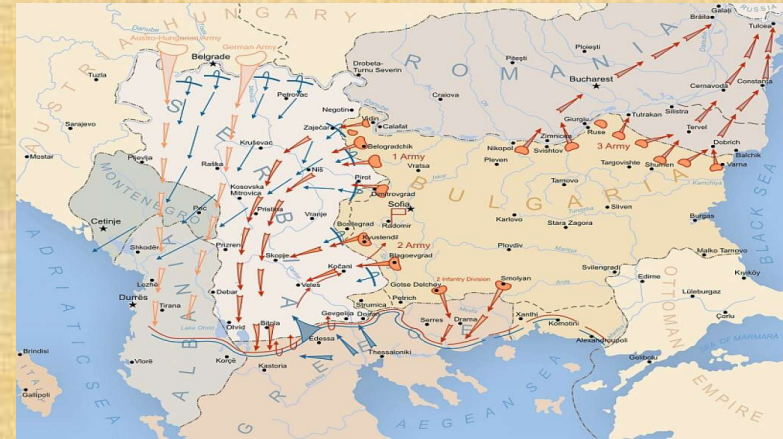 AUSTRIA-HUNGARY
RUSSIA
Galați
Brăila
Tulcea
Danube
Austro-Hungarian Army
German Army
Belgrade
Drobeta-
Turnu Severin
Ploiești
Pitești
ROMANIA
Bucharest
Tuzla
Petrovac
Craiova
Cernavoda
Constanța
Negotin
Vidin
Calafat
Giurgiu
Tutrakan
Silistra
Sarajevo
SERBIA
Zaječar
Zimnicea
Ruse
Tervel
Kruševac
Belogradchik
Nikopol
Svishtov
3 Army
Dobrich
Mostar
Pljevlja
Raška
Niš
1 Army
Vratsa
Pleven
Targovishte
Shumen
Balchik
Varna
MONTENEGRO
Kosovska
Mitrovica
Pirot
Dimitrovgrad
BULGARIA
Tarnovo
Kamchiya
Peć
Priština
Sofia
Sliven
BLACK SEA
Cetinje
Vranje
Bosilegrad
Radomir
Karlovo
Stara Zagora
Burgas
Shkodër
Prizren
Kyustendil
2 Army
Plovdiv
Skopje
Blagoevgrad
Malko Tarnovo
ADRIATIC SEA
Kočani
Svilengrad
Lezhë
Debar
Veles
Gotse Delchev
2 Infantry Division
Smolyan
Edirne
Kıyıköy
Durrës
Petrich
Lüleburgaz
Tirana
Strumica
Xanthi
OTTOMAN EMPIRE
Ohrid
Bitola
Gevgelija
Doiran
Serres
Drama
Komotini
Çorlu
Lake Ohrid
Alexandroupoli
Brindisi
ALBANIA
Edessa
SEA OF MARMARA
Vlorë
Korçë
Kastoria
Thessaloniki
Gelibolu
ITALY
Gallipoli
GREECE
AEGEAN SEA